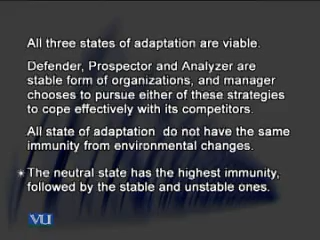 All three states of adaptation are viable.
Defender, Prospector and Analyzer are
stable form of organizations, and manager
chooses to pursue either of these strategies
to cope effectively with its competitors.
All state of adaptation do not have the same
immunity from environmental changes.
✶ The neutral state has the highest immunity,
followed by the stable and unstable ones.
VU